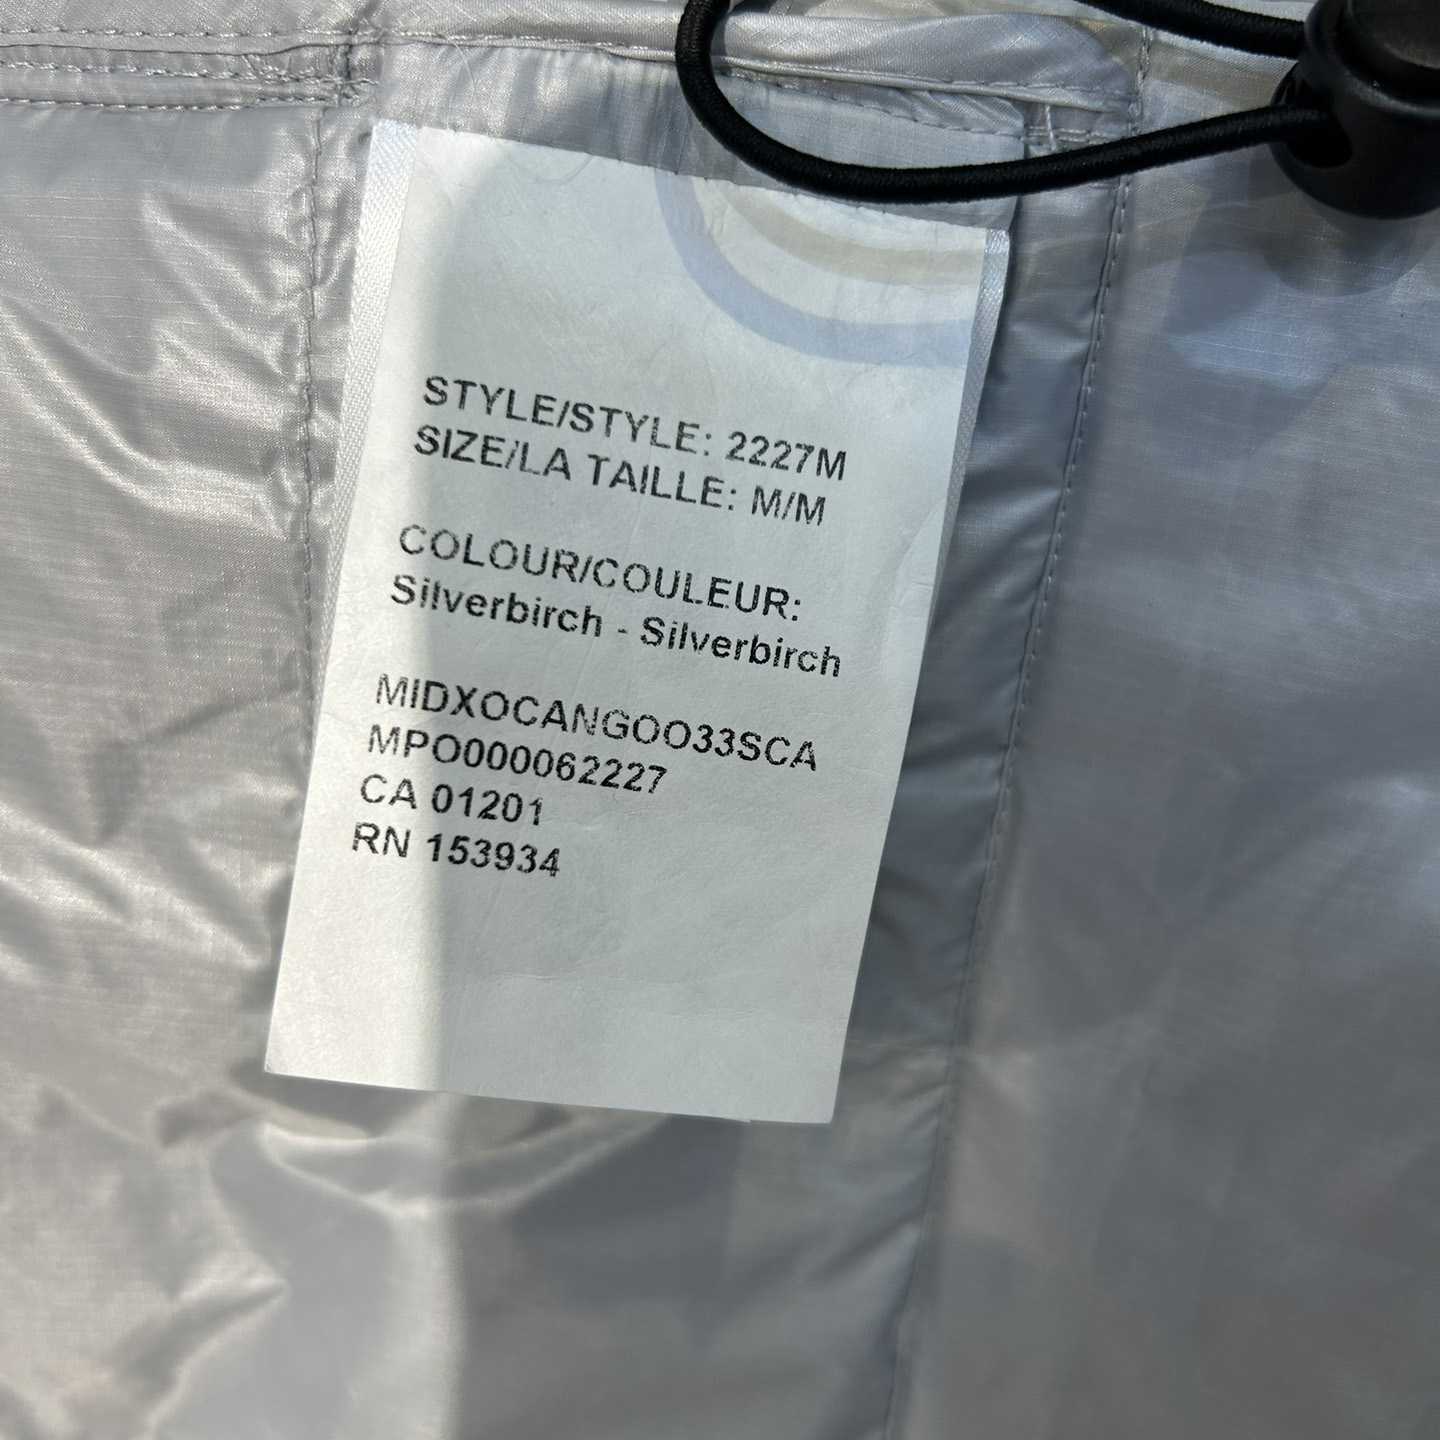 STYLE/STYLE: 2227M
SIZE/LA TAILLE: M/M
COLOUR/COULEUR:
Silverbirch - Silverbirch
MIDXOCANGOO33SCA
MPO000062227
CA 01201
RN 153934